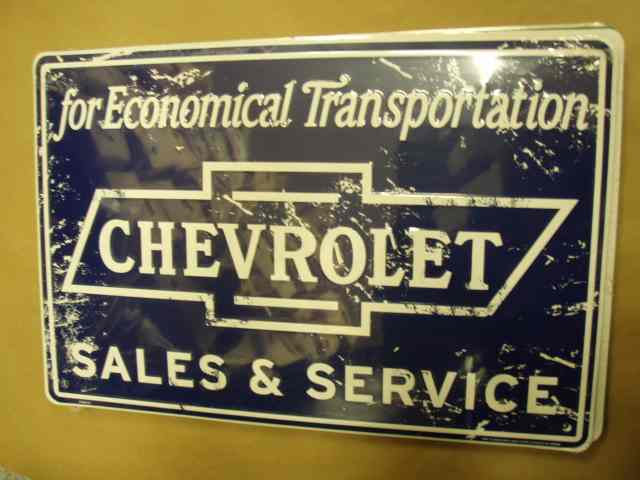 for Economical Transportation
CHEVROLET
SALES & SERVICE